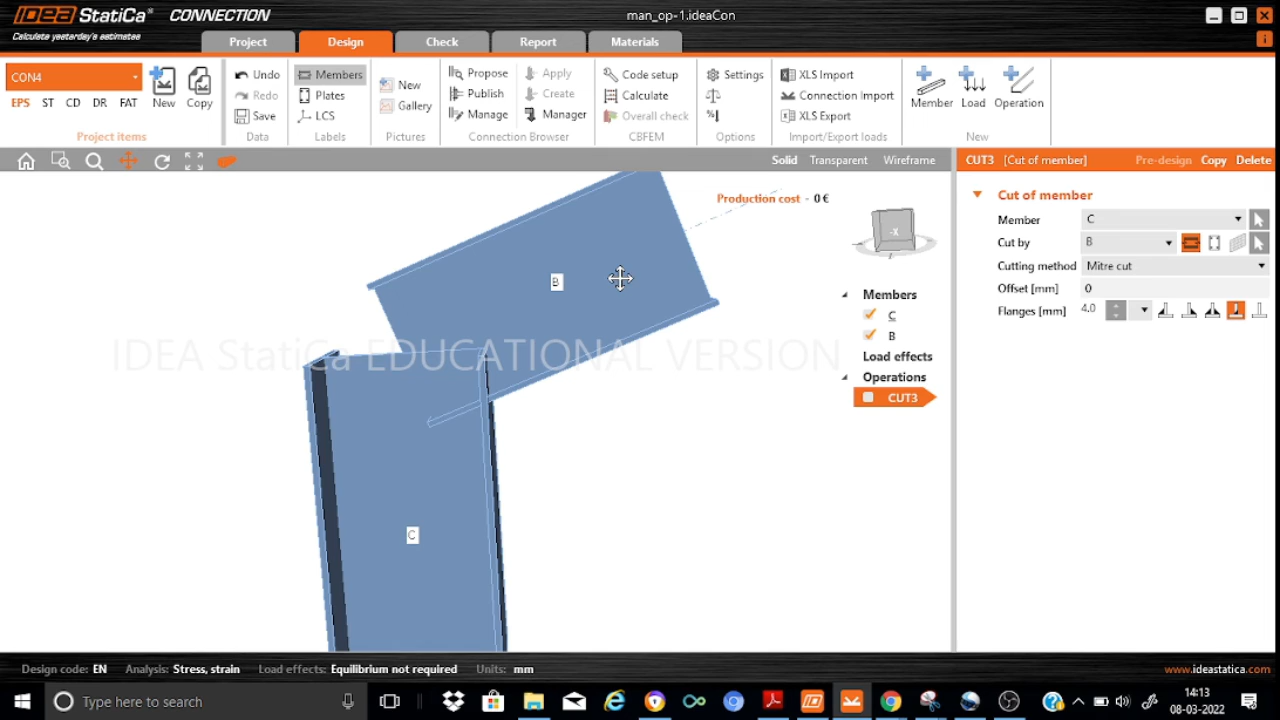 IDEA StatiCa® CONNECTION
Calculate yesterday's estimates
man_op-1.ideaCon
Project Design Check Report Materials
CON4
EPS ST CD DR FAT
New Copy
Project items
Undo
Redo
Save
Data
Members
Plates
LCS
Labels
New
Gallery
Pictures
Propose Apply
Publish Create
Manage Manager
Connection Browser
Code setup
Calculate
Overall check
CBFEM
Settings
Options
XLS Import
Connection Import
XLS Export
Import/Export loads
Member Load Operation
New
Solid Transparent Wireframe
Production cost - 0 €
-X
B
C
IDEA StatiCa EDUCATIONAL VERSION
Members
C
B
Load effects
Operations
CUT3
CUT3 [Cut of member] Pre-design Copy Delete
Cut of member
Member C
Cut by B
Cutting method Mitre cut
Offset [mm] 0
Flanges [mm] 4.0
Design code: EN Analysis: Stress, strain Load effects: Equilibrium not required Units: mm
www.ideastatica.com
Type here to search
14:13
08-03-2022